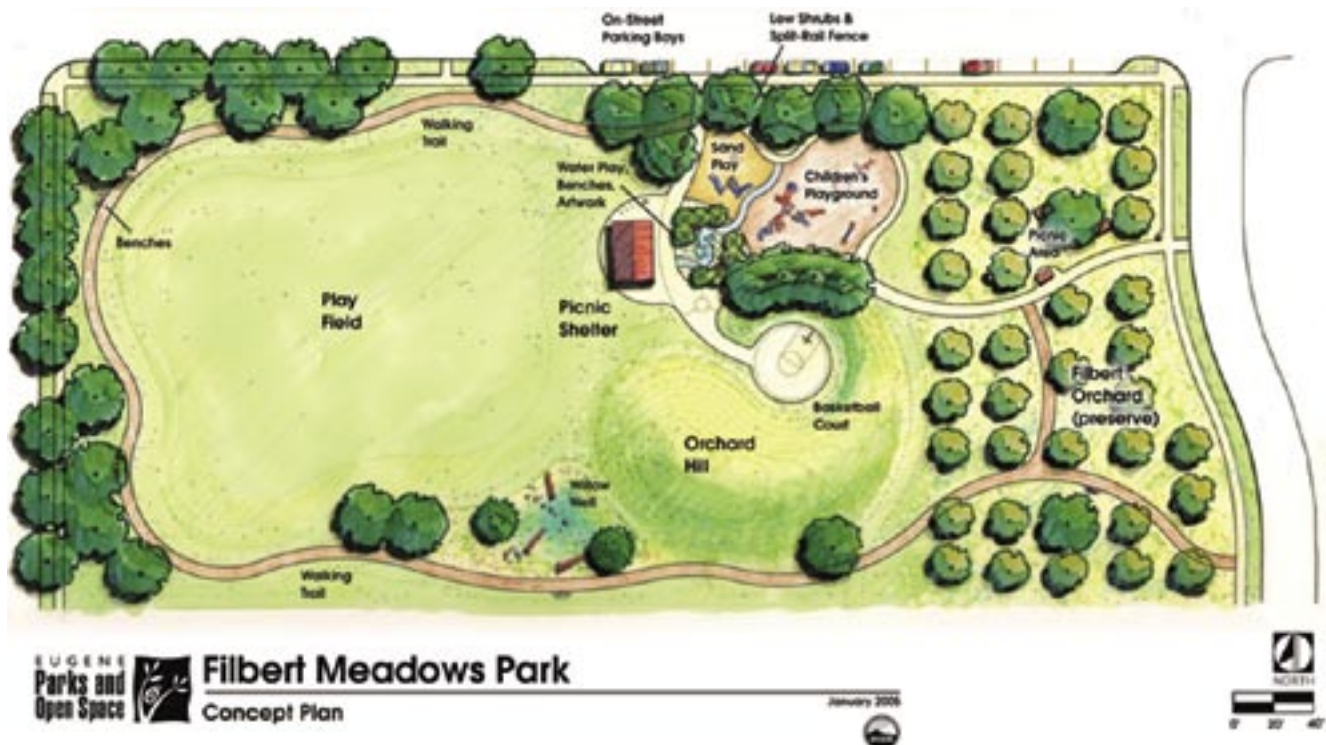 On-Street
Parking Bays
Low Shrubs &
Split-Rail Fence
Walking
Trail
Sand
Play
Water Play,
Benches,
Artwork
Children's
Playground
Benches
Picnic
Area
Play
Field
Picnic
Shelter
Filbert
Orchard
(preserve)
Basketball
Court
Orchard
Hill
Willow
Walking
Trail
EUGENE
Parks and
Open Space
Filbert Meadows Park
Concept Plan
January 2005
NORTH
0' 20' 40'